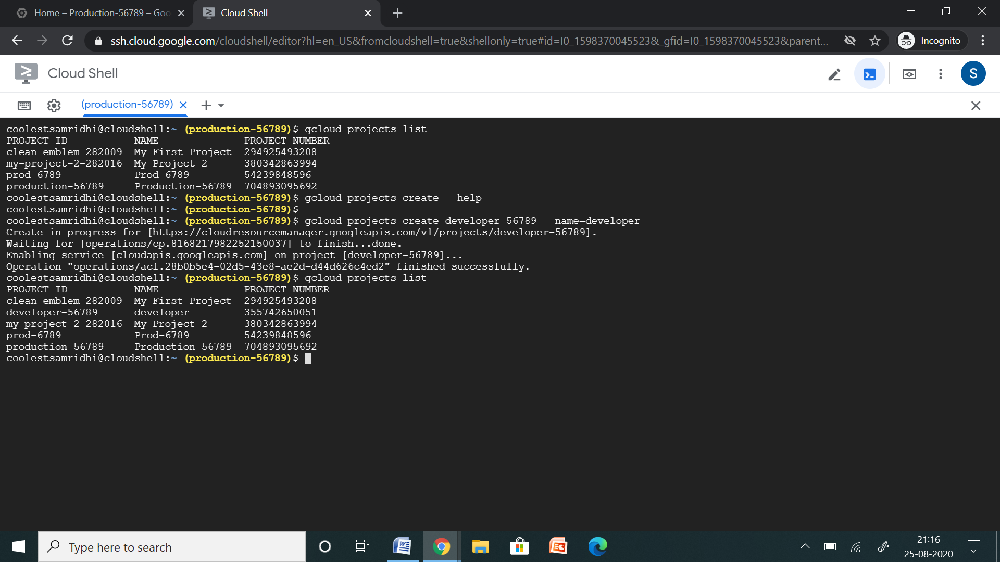 Home – Production-56789 – Goo
Cloud Shell
ssh.cloud.google.com/cloudshell/editor?hl=en_US&fromcloudshell=true&shellonly=true#id=I0_1598370045523&_gfid=I0_1598370045523&parent...
Incognito
Cloud Shell
S
(production-56789)
coolestsamridhi@cloudshell:~ (production-56789)$ gcloud projects list
PROJECT_ID NAME PROJECT_NUMBER
clean-emblem-282009 My First Project 294925493208
my-project-2-282016 My Project 2 380342863994
prod-6789 Prod-6789 54239848596
production-56789 Production-56789 704893095692
coolestsamridhi@cloudshell:~ (production-56789)$ gcloud projects create --help
coolestsamridhi@cloudshell:~ (production-56789)$
coolestsamridhi@cloudshell:~ (production-56789)$ gcloud projects create developer-56789 --name=developer
Create in progress for [https://cloudresourcemanager.googleapis.com/v1/projects/developer-56789].
Waiting for [operations/cp.8168217982252150037] to finish...done.
Enabling service [cloudapis.googleapis.com] on project [developer-56789]...
Operation "operations/acf.28b0b5e4-02d5-43e8-ae2d-d44d626c4ed2" finished successfully.
coolestsamridhi@cloudshell:~ (production-56789)$ gcloud projects list
PROJECT_ID NAME PROJECT_NUMBER
clean-emblem-282009 My First Project 294925493208
developer-56789 developer 355742650051
my-project-2-282016 My Project 2 380342863994
prod-6789 Prod-6789 54239848596
production-56789 Production-56789 704893095692
coolestsamridhi@cloudshell:~ (production-56789)$
Type here to search
21:16
25-08-2020